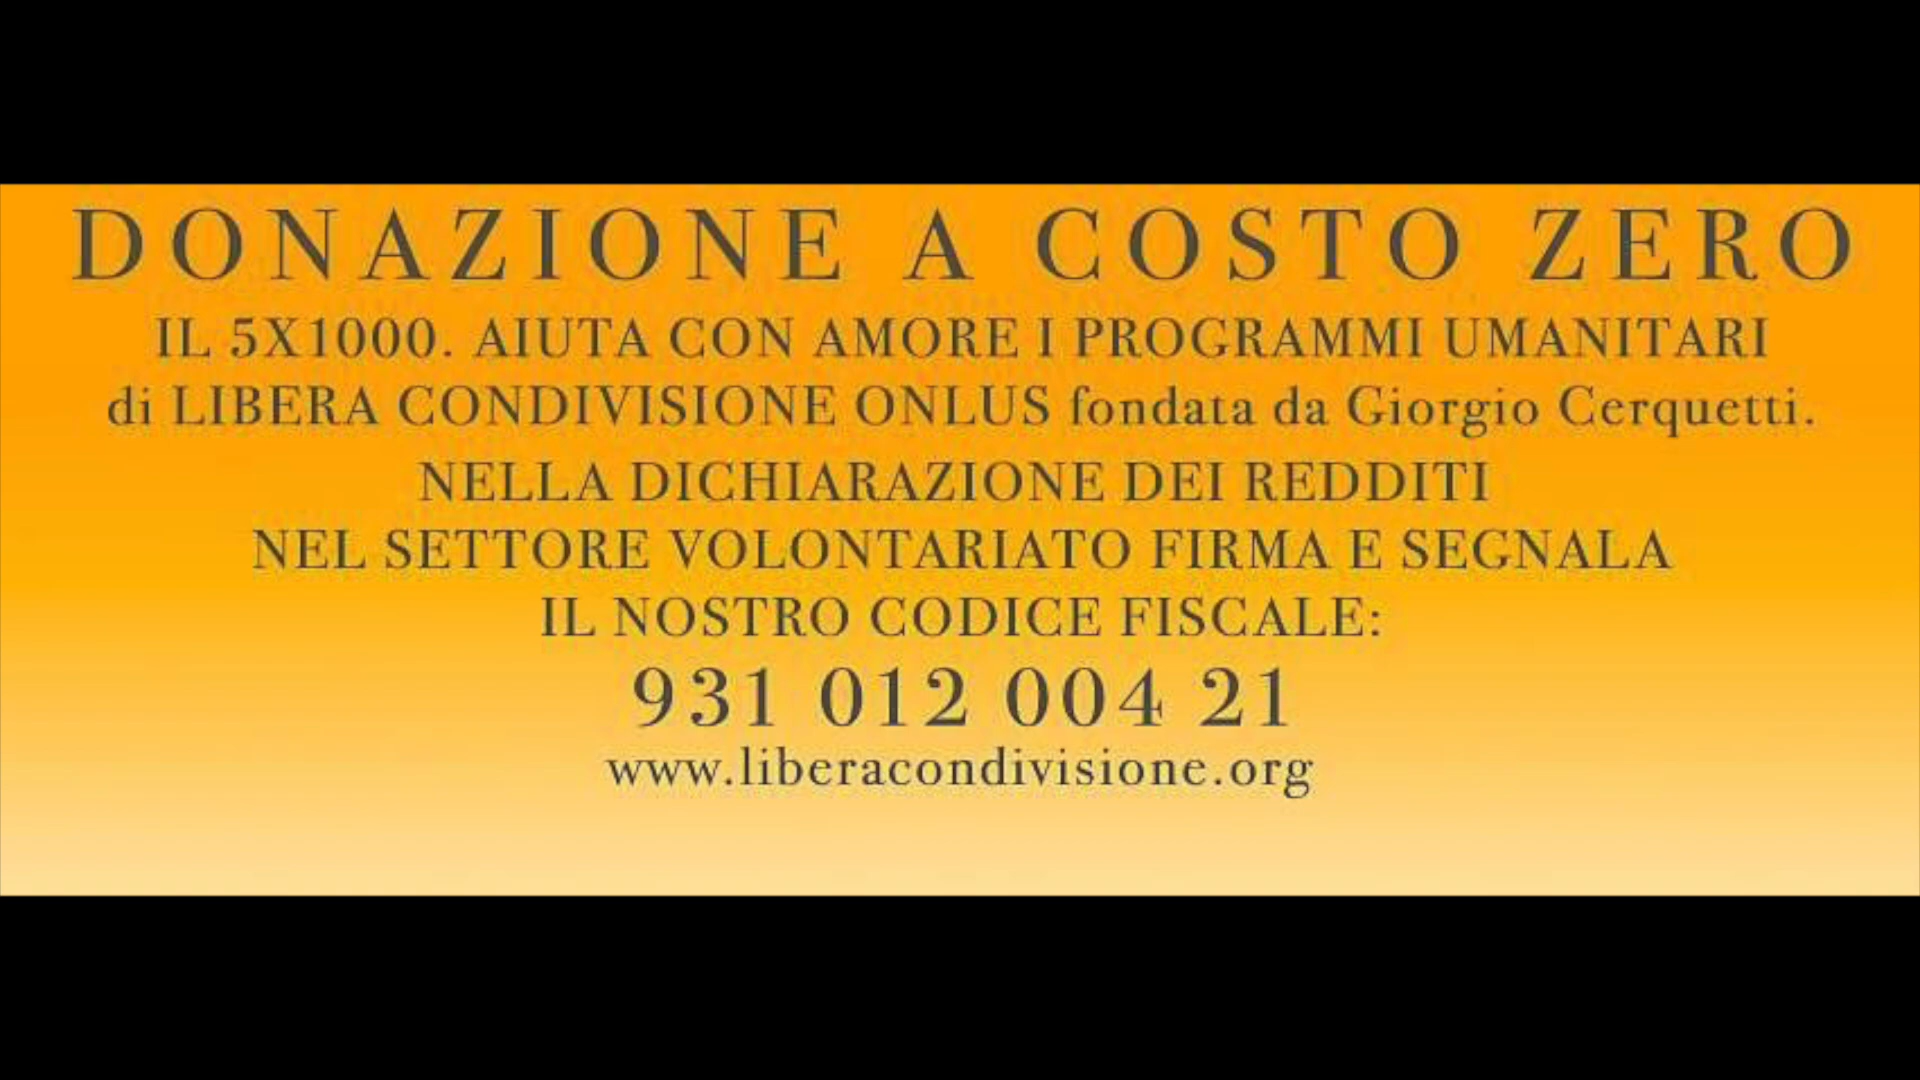 DONAZIONE A COSTO ZERO
IL 5X1000. AIUTA CON AMORE I PROGRAMMI UMANITARI
di LIBERA CONDIVISIONE ONLUS fondata da Giorgio Cerquetti.
NELLA DICHIARAZIONE DEI REDDITI
NEL SETTORE VOLONTARIATO FIRMA E SEGNALA
IL NOSTRO CODICE FISCALE:
931 012 004 21
www.liberacondivisione.org